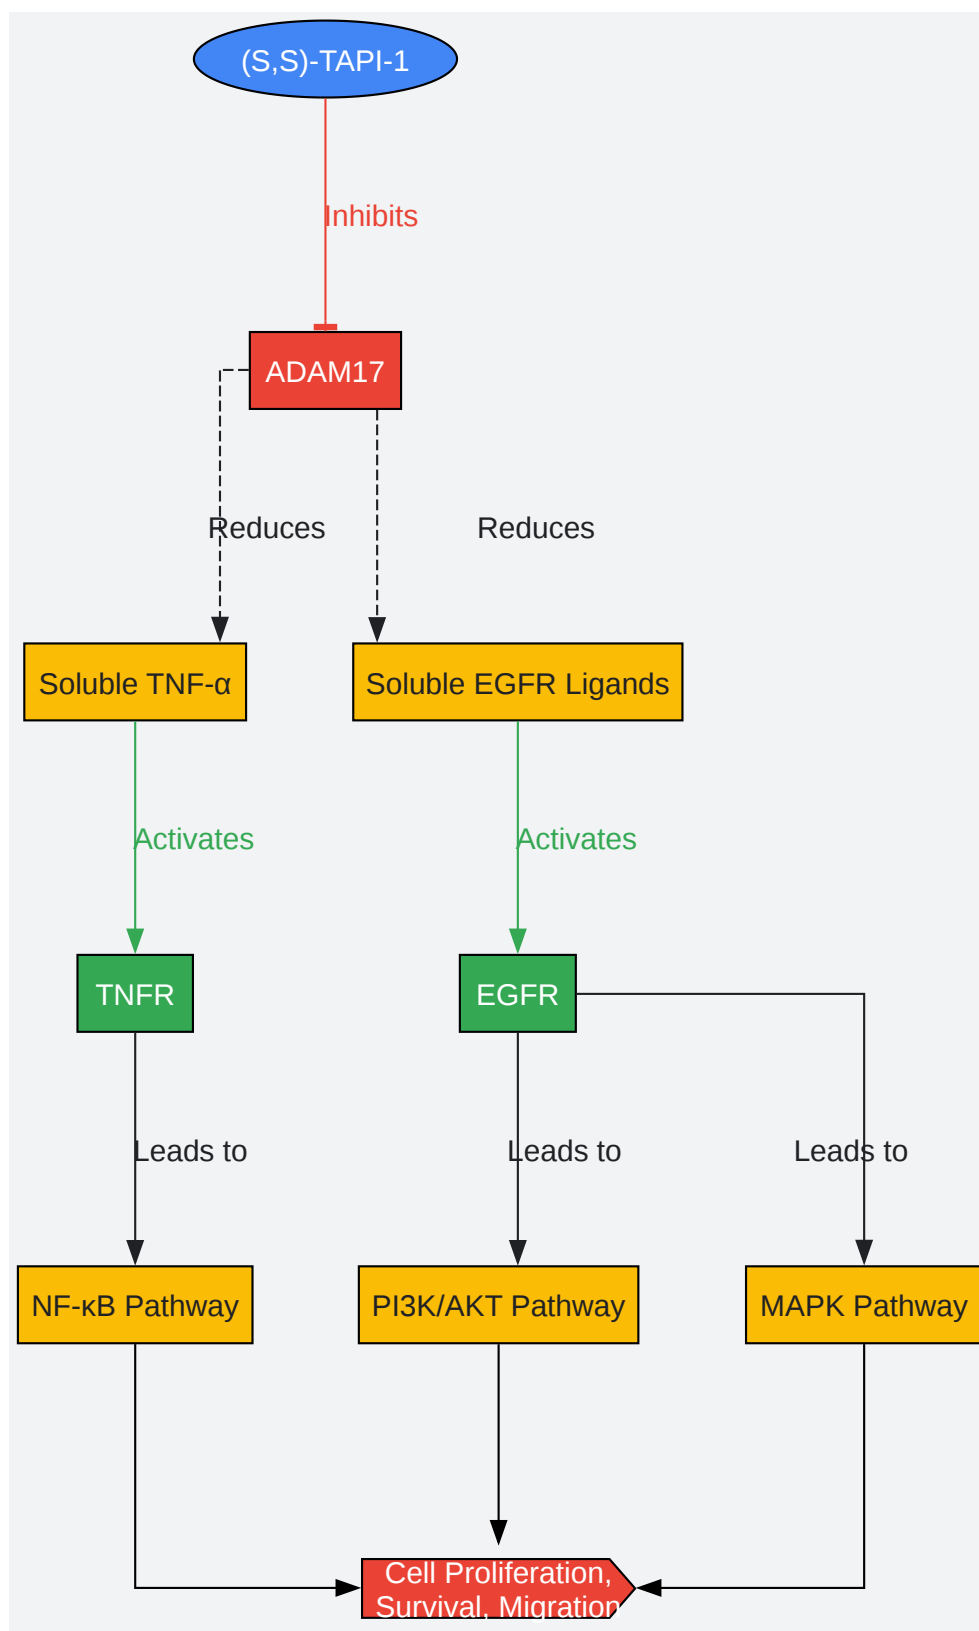 (S,S)-TAPI-1
Inhibits
ADAM17
Reduces
Reduces
Soluble TNF-α
Soluble EGFR Ligands
Activates
Activates
TNFR
EGFR
Leads to
Leads to
Leads to
NF-κB Pathway
PI3K/AKT Pathway
MAPK Pathway
Cell Proliferation,
Survival, Migration